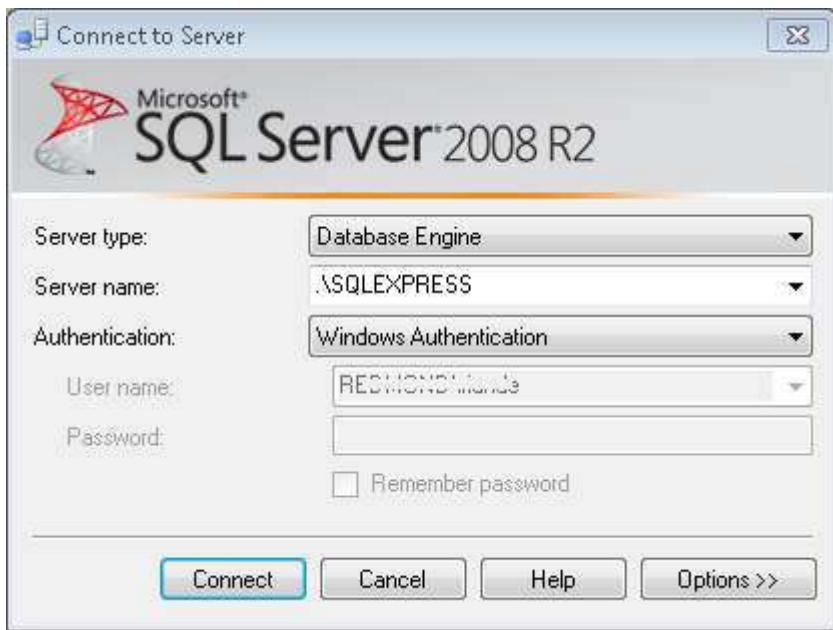 Connect to Server
Microsoft®
SQL Server® 2008 R2
Server type: Database Engine
Server name: .\SQLEXPRESS
Authentication: Windows Authentication
User name:
Password:
Remember password
Connect Cancel Help Options >>